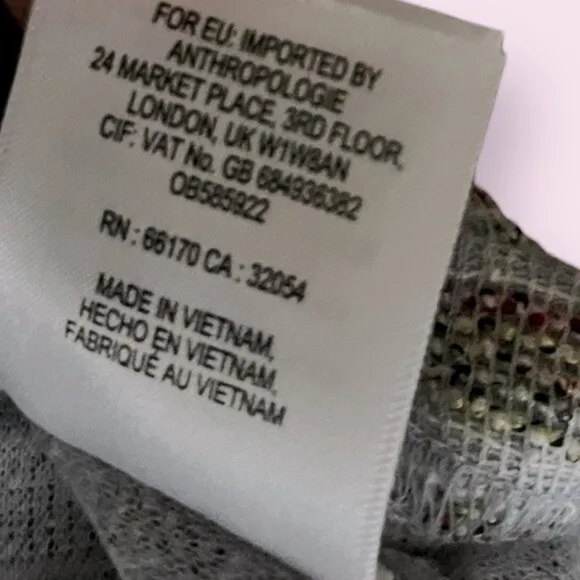 FOR EU: IMPORTED BY
ANTHROPOLOGIE
24 MARKET PLACE, 3RD FLOOR,
LONDON, UK W1W8AN
CIF: VAT No. GB 684936382
OB585922
RN : 66170 CA : 32054
MADE IN VIETNAM,
HECHO EN VIETNAM,
FABRIQUÉ AU VIETNAM